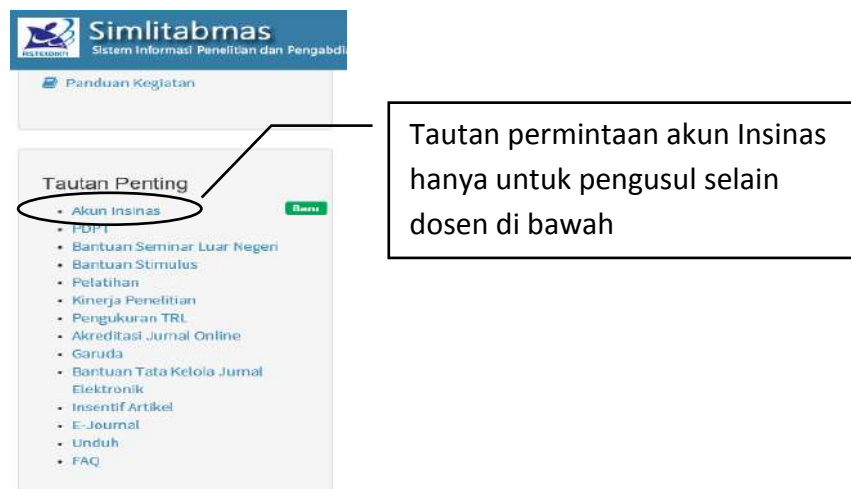 Simlitabmas
RISTEKDIKTI
Sistem Informasi Penelitian dan Pengabdia
Panduan Kegiatan
Tautan Penting
Akun Insinas
Baru
PDPT
Bantuan Seminar Luar Negeri
Bantuan Stimulus
Pelatihan
Kinerja Penelitian
Pengukuran TRL
Akreditasi Jurnal Online
Garuda
Bantuan Tata Kelola Jurnal
Elektronik
Insentif Artikel
E-Journal
Unduh
FAQ
Tautan permintaan akun Insinas
hanya untuk pengusul selain
dosen di bawah